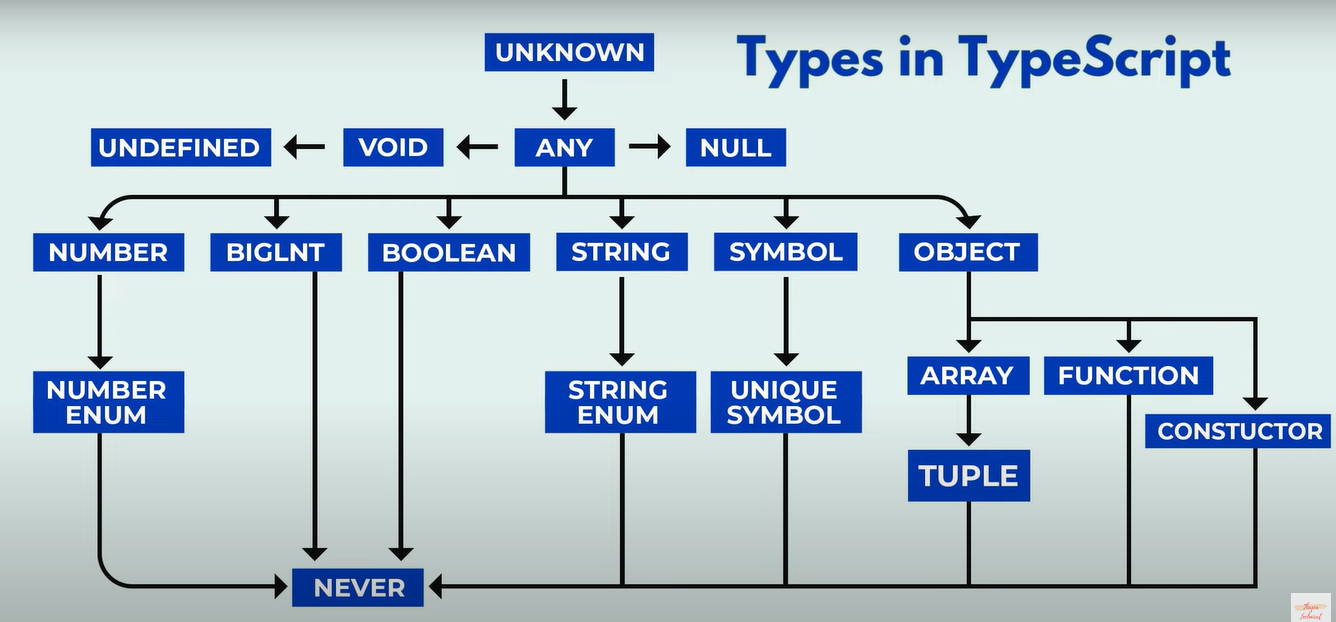 UNKNOWN
Types in TypeScript
UNDEFINED
VOID
ANY
NULL
NUMBER
BIGLNT
BOOLEAN
STRING
SYMBOL
OBJECT
NUMBER
ENUM
STRING
ENUM
UNIQUE
SYMBOL
ARRAY
FUNCTION
CONSTUCTOR
TUPLE
NEVER